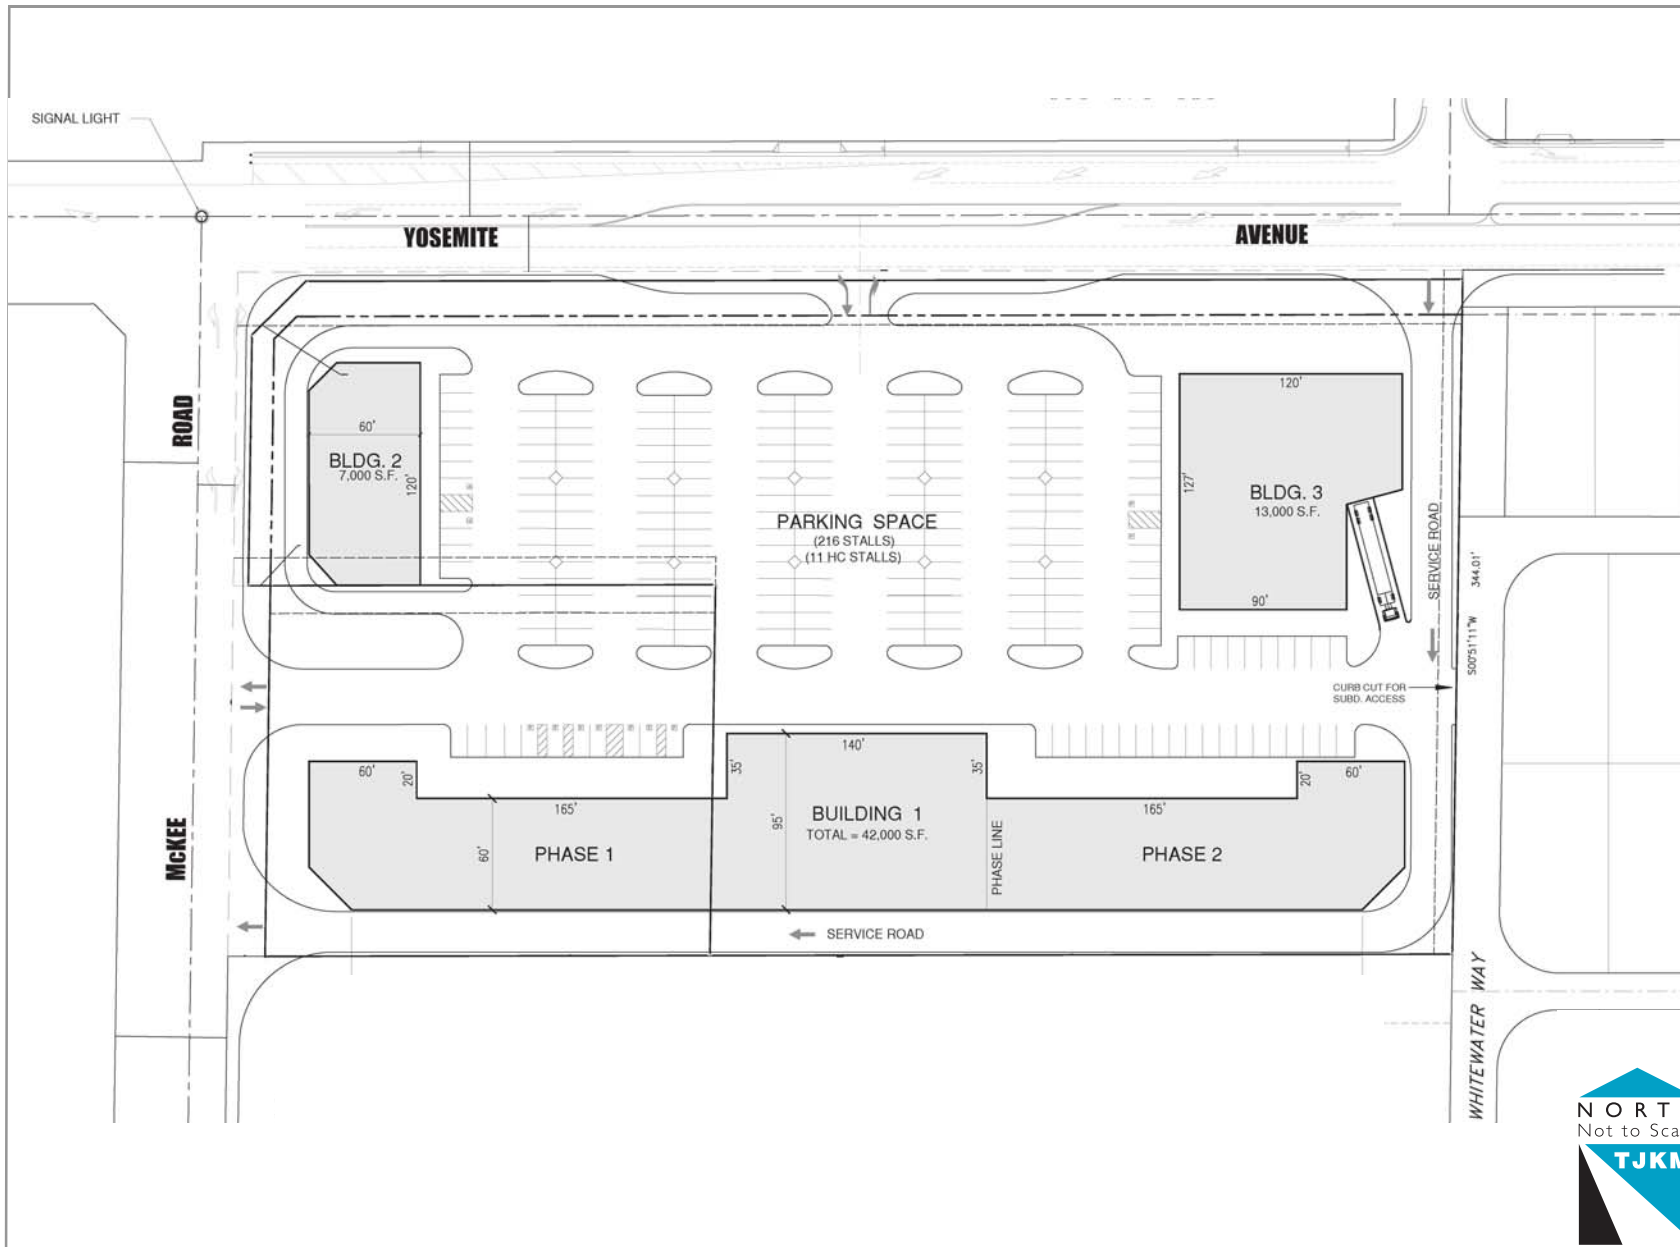 SIGNAL LIGHT
YOSEMITE
AVENUE
ROAD
McKEE
60'
BLDG. 2
7,000 S.F.
120'
PARKING SPACE
(216 STALLS)
(11 HC STALLS)
120'
127'
BLDG. 3
13,000 S.F.
90'
SERVICE ROAD
S00°51'11"W 344.01'
CURB CUT FOR
SUBD. ACCESS
60'
20'
165'
60'
PHASE 1
35'
140'
35'
95'
BUILDING 1
TOTAL = 42,000 S.F.
PHASE LINE
165'
20'
60'
PHASE 2
SERVICE ROAD
WHITEWATER WAY
NORT
Not to Sca
TJKM